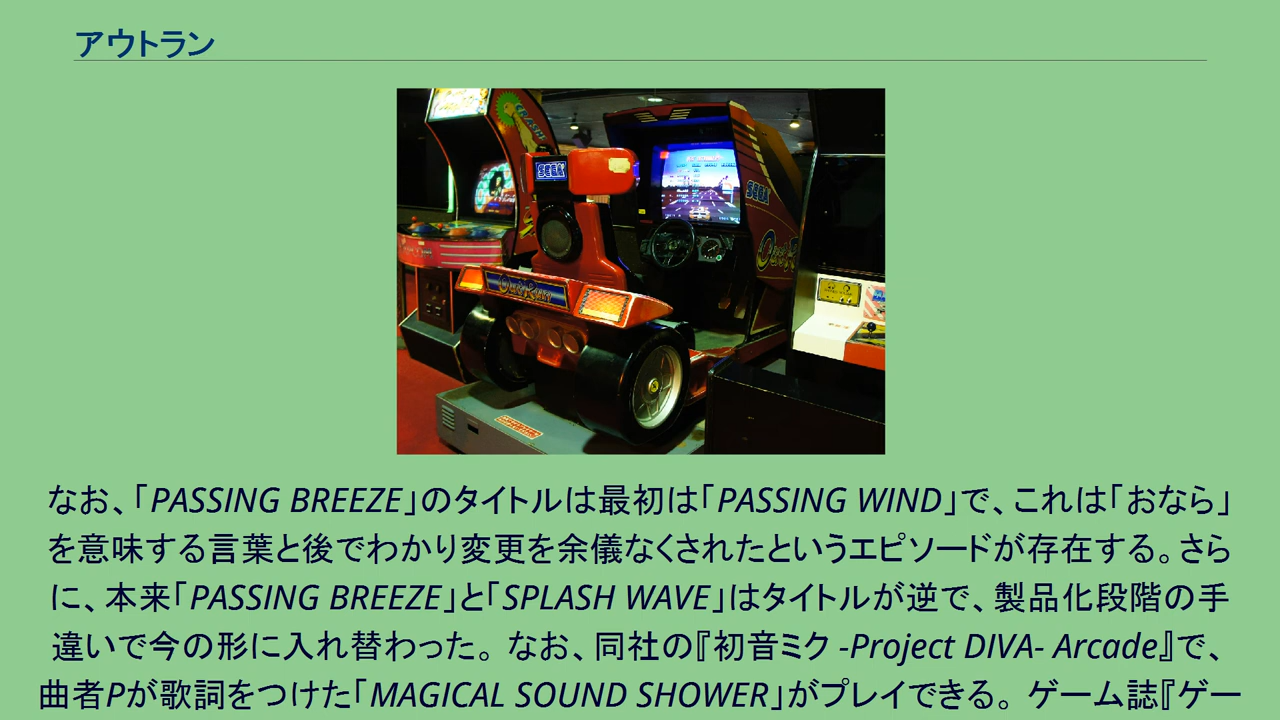 アウトラン
SEGA
SEGA
OutRun
なお、「PASSING BREEZE」のタイトルは最初は「PASSING WIND」で、これは「おなら」
を意味する言葉と後でわかり変更を余儀なくされたというエピソードが存在する。さら
に、本来「PASSING BREEZE」と「SPLASH WAVE」はタイトルが逆で、製品化段階の手
違いで今の形に入れ替わった。なお、同社の『初音ミク -Project DIVA- Arcade』で、
曲者Pが歌詞をつけた「MAGICAL SOUND SHOWER」がプレイできる。ゲーム誌『ゲー